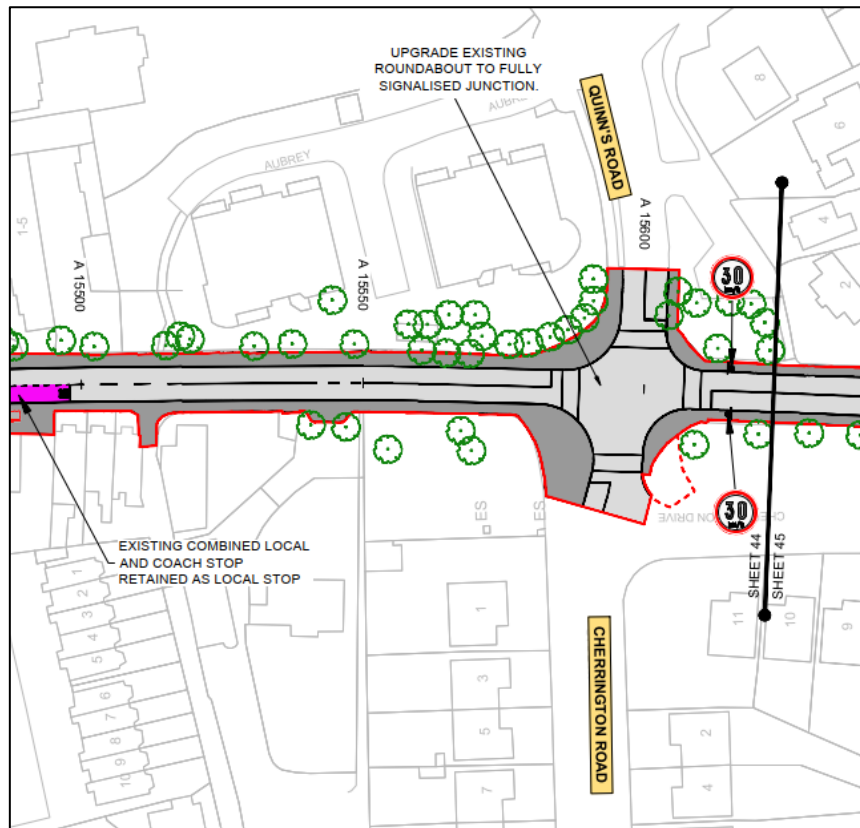 UPGRADE EXISTING
ROUNDABOUT TO FULLY
SIGNALISED JUNCTION.
QUINN'S ROAD
8
6
4
2
AUBREY
AUBREY
1-5
A 15500
A 15550
A 15600
30
km/h
30
km/h
EXISTING COMBINED LOCAL
AND COACH STOP
RETAINED AS LOCAL STOP
ES
ES
SHEET 44
SHEET 45
CHERRINGTON ROAD
1
2
3
4
5
6
7
8
9
10
1
3
5
7
11
10
9
2
4